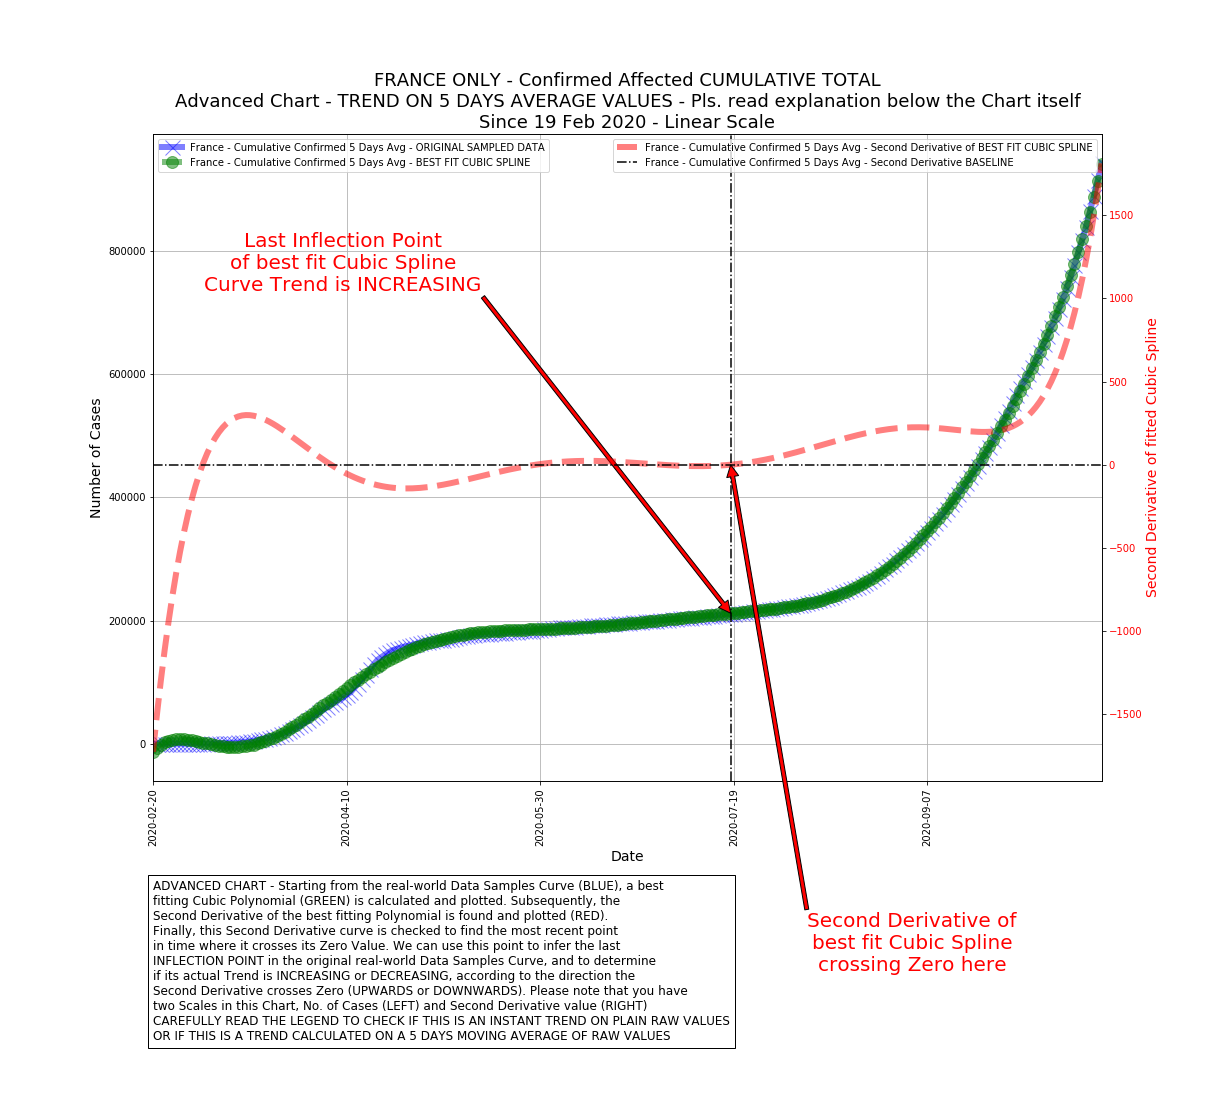 FRANCE ONLY - Confirmed Affected CUMULATIVE TOTAL
Advanced Chart - TREND ON 5 DAYS AVERAGE VALUES - Pls. read explanation below the Chart itself
Since 19 Feb 2020 - Linear Scale
France - Cumulative Confirmed 5 Days Avg - ORIGINAL SAMPLED DATA
France - Cumulative Confirmed 5 Days Avg - BEST FIT CUBIC SPLINE
France - Cumulative Confirmed 5 Days Avg - Second Derivative of BEST FIT CUBIC SPLINE
France - Cumulative Confirmed 5 Days Avg - Second Derivative BASELINE
Last Inflection Point
of best fit Cubic Spline
Curve Trend is INCREASING
Number of Cases
800000
600000
400000
200000
0
1500
1000
500
0
−500
−1000
−1500
Second Derivative of fitted Cubic Spline
2020-02-20
2020-04-10
2020-05-30
2020-07-19
2020-09-07
Date
Second Derivative of
best fit Cubic Spline
crossing Zero here
ADVANCED CHART - Starting from the real-world Data Samples Curve (BLUE), a best
fitting Cubic Polynomial (GREEN) is calculated and plotted. Subsequently, the
Second Derivative of the best fitting Polynomial is found and plotted (RED).
Finally, this Second Derivative curve is checked to find the most recent point
in time where it crosses its Zero Value. We can use this point to infer the last
INFLECTION POINT in the original real-world Data Samples Curve, and to determine
if its actual Trend is INCREASING or DECREASING, according to the direction the
Second Derivative crosses Zero (UPWARDS or DOWNWARDS). Please note that you have
two Scales in this Chart, No. of Cases (LEFT) and Second Derivative value (RIGHT)
CAREFULLY READ THE LEGEND TO CHECK IF THIS IS AN INSTANT TREND ON PLAIN RAW VALUES
OR IF THIS IS A TREND CALCULATED ON A 5 DAYS MOVING AVERAGE OF RAW VALUES